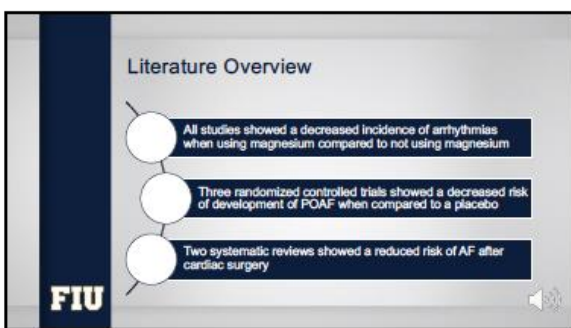 Literature Overview
All studies showed a decreased incidence of arrhythmias
when using magnesium compared to not using magnesium
Three randomized controlled trials showed a decreased risk
of development of POAF when compared to a placebo
Two systematic reviews showed a reduced risk of AF after
cardiac surgery
FIU